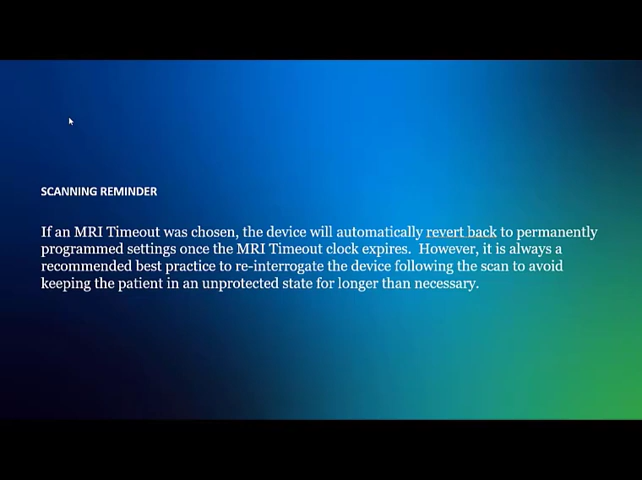 SCANNING REMINDER
If an MRI Timeout was chosen, the device will automatically revert back to permanently
programmed settings once the MRI Timeout clock expires.  However, it is always a
recommended best practice to re-interrogate the device following the scan to avoid
keeping the patient in an unprotected state for longer than necessary.